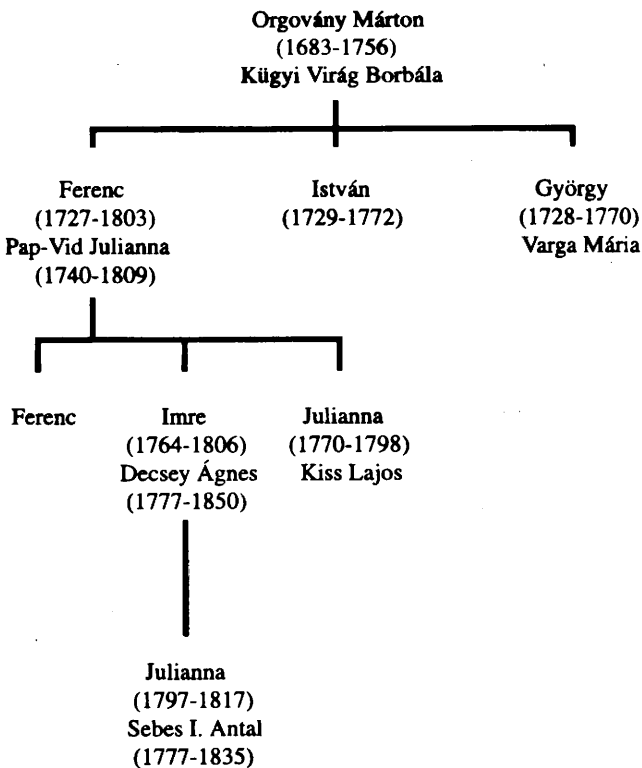 Orgovány Márton
(1683-1756)
Kügyi Virág Borbála
Ferenc
(1727-1803)
Pap-Vid Julianna
(1740-1809)
István
(1729-1772)
György
(1728-1770)
Varga Mária
Ferenc
Imre
(1764-1806)
Decsey Ágnes
(1777-1850)
Julianna
(1770-1798)
Kiss Lajos
Julianna
(1797-1817)
Sebes I. Antal
(1777-1835)